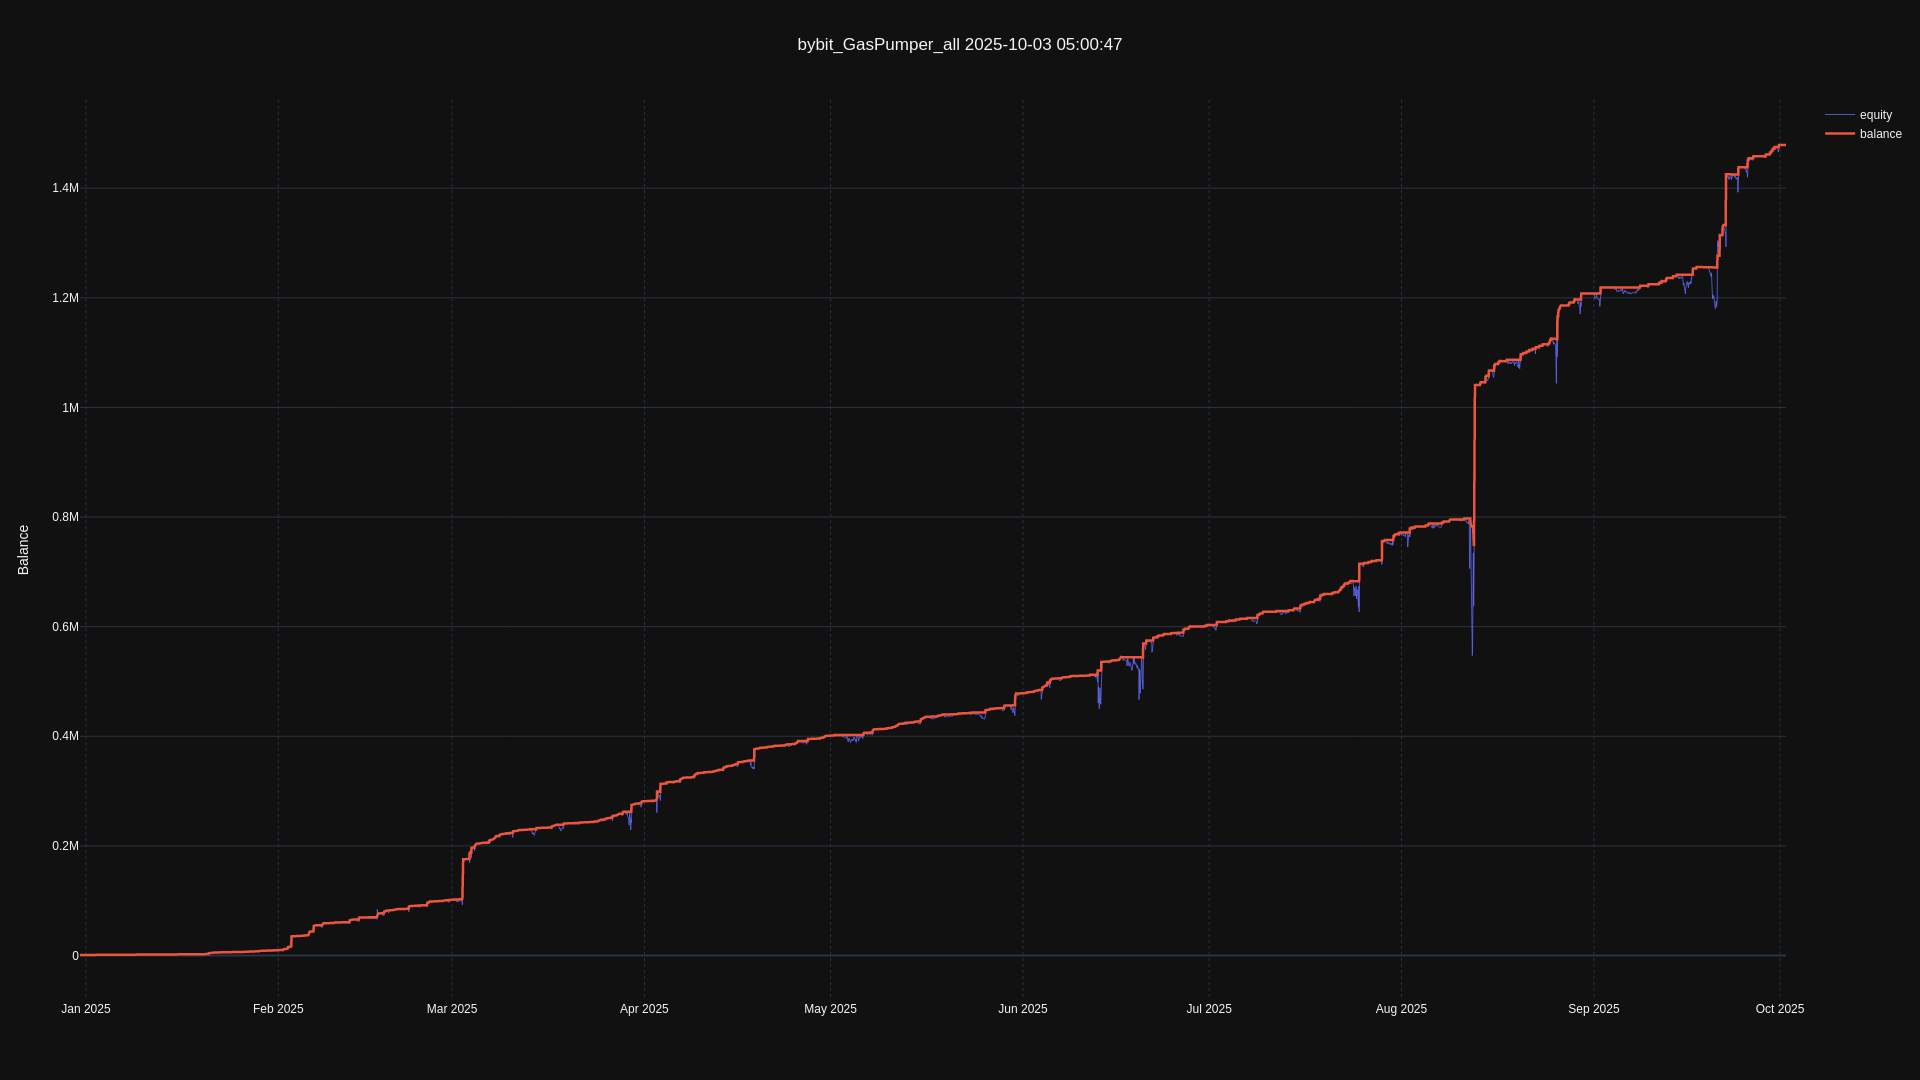 bybit_GasPumper_all 2025-10-03 05:00:47
equity
balance
Balance
1.4M
1.2M
1M
0.8M
0.6M
0.4M
0.2M
0
Jan 2025
Feb 2025
Mar 2025
Apr 2025
May 2025
Jun 2025
Jul 2025
Aug 2025
Sep 2025
Oct 2025